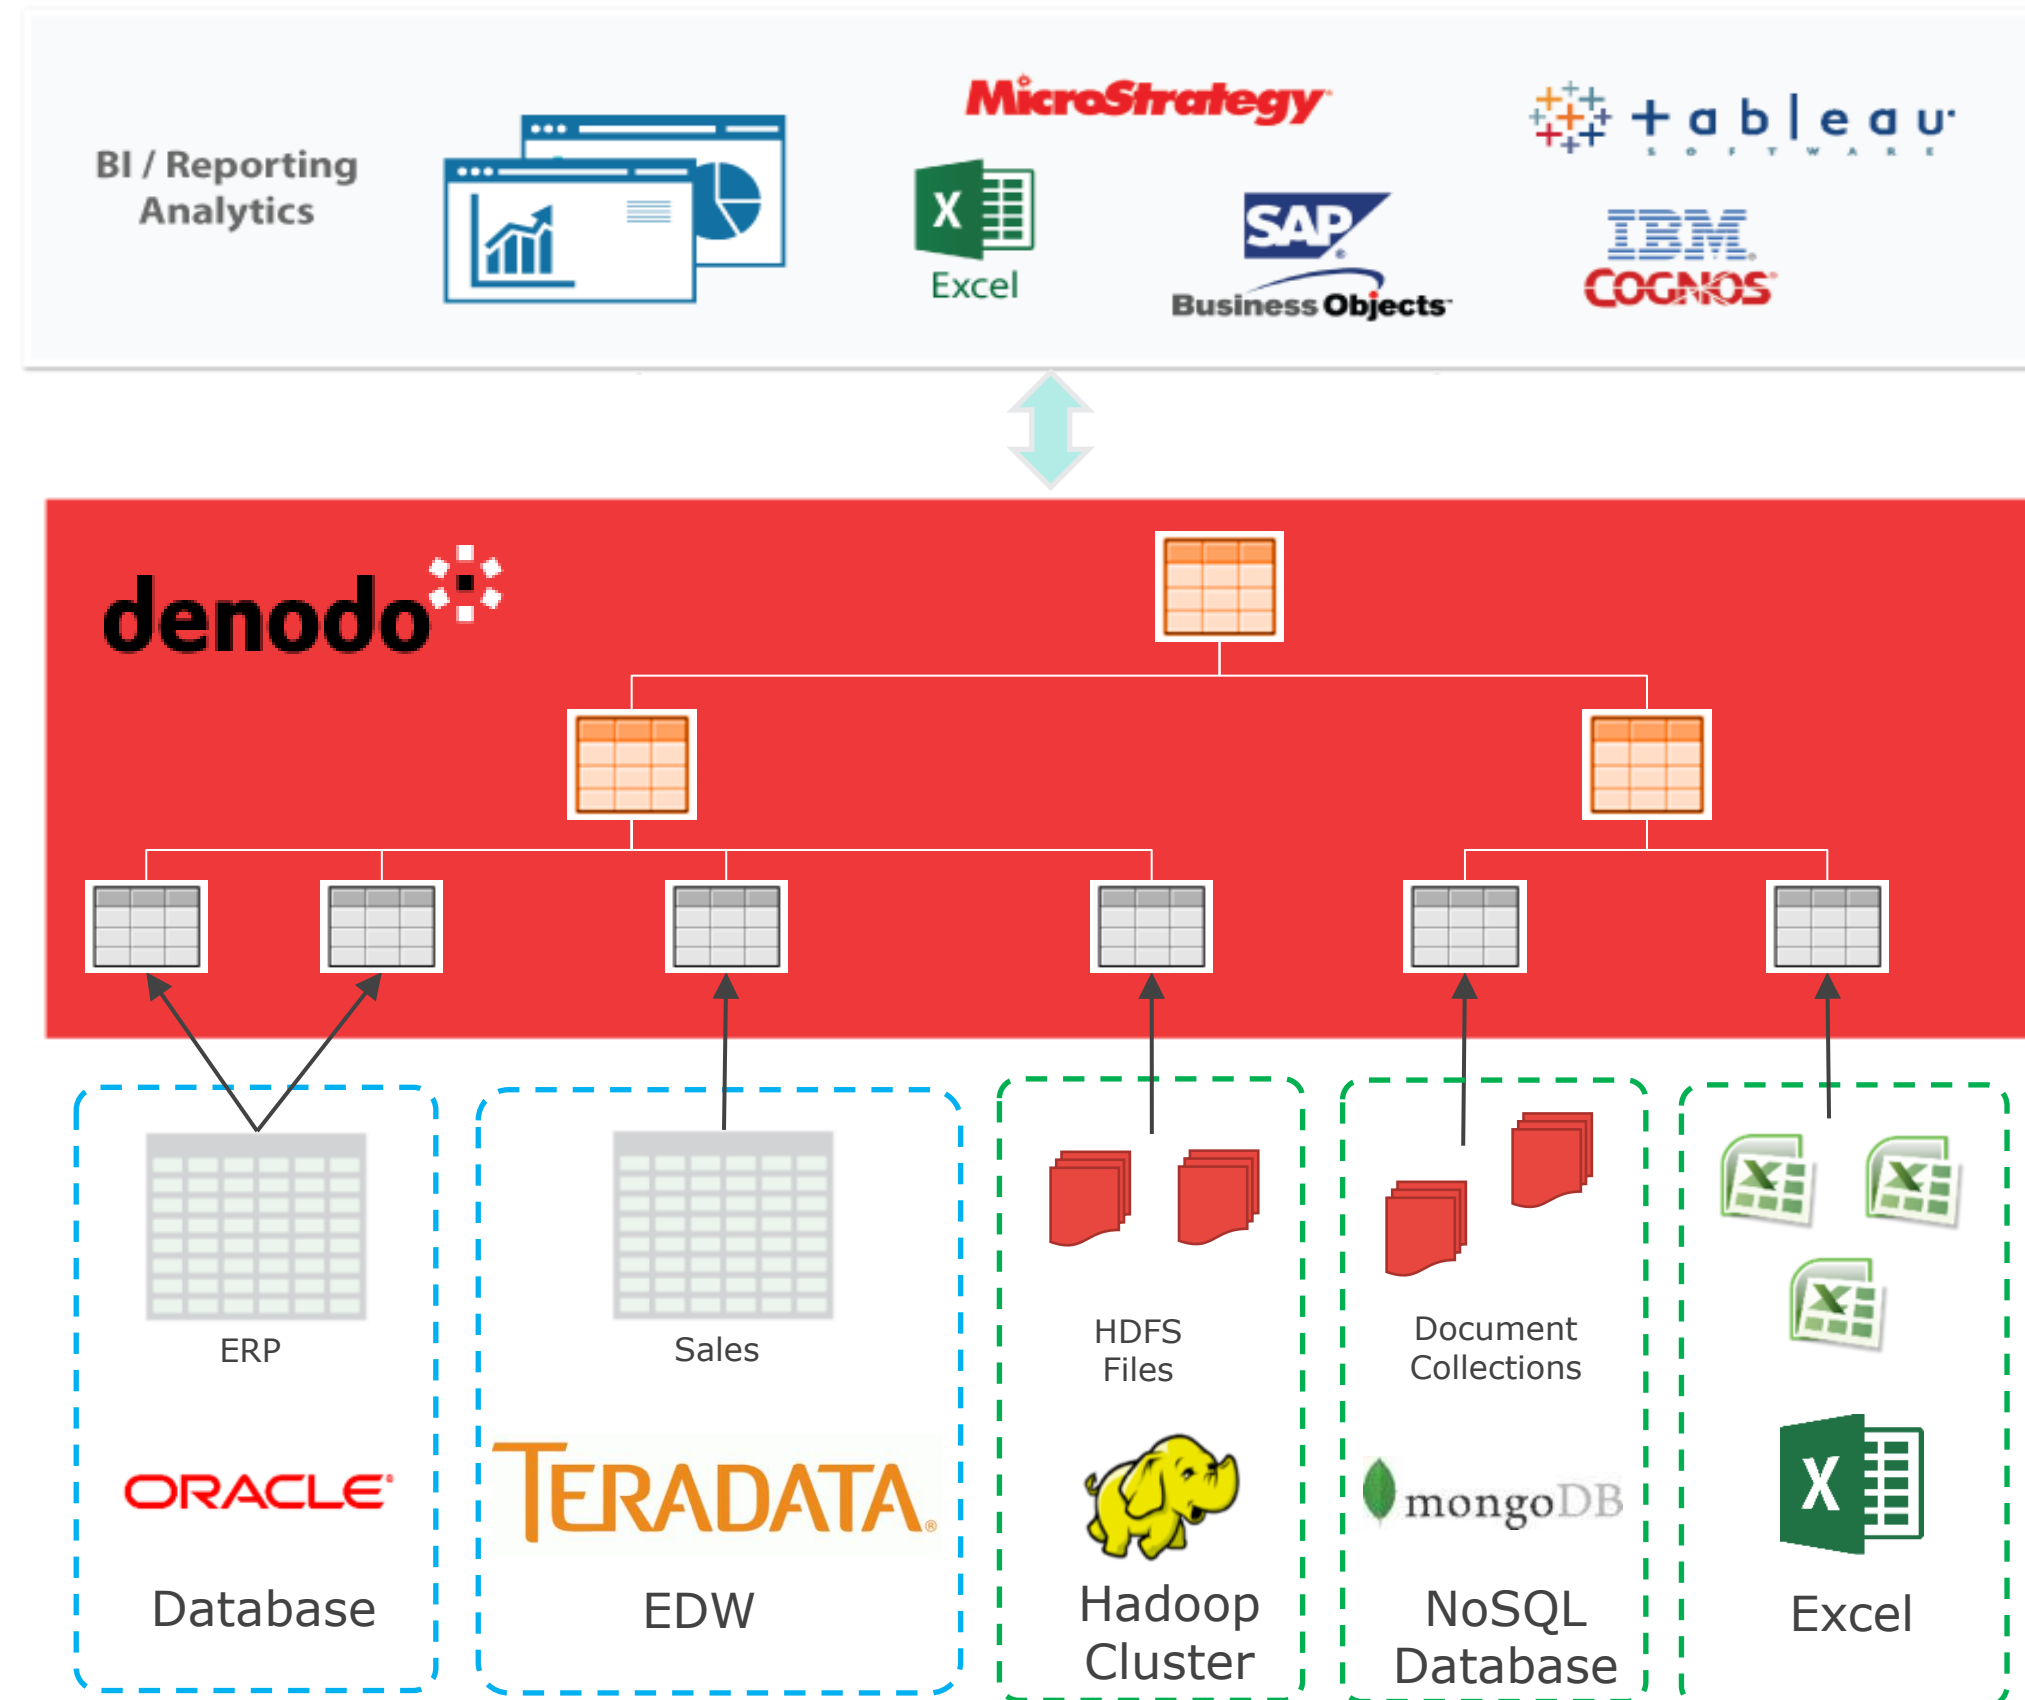 BI / Reporting
Analytics
MicroStrategy
tableau
SOFTWARE
X
Excel
SAP
Business Objects
IBM
COGNOS
denodo
ERP
Sales
HDFS
Files
Document
Collections
ORACLE
TERADATA
mongoDB
X
Database
EDW
Hadoop
Cluster
NoSQL
Database
Excel